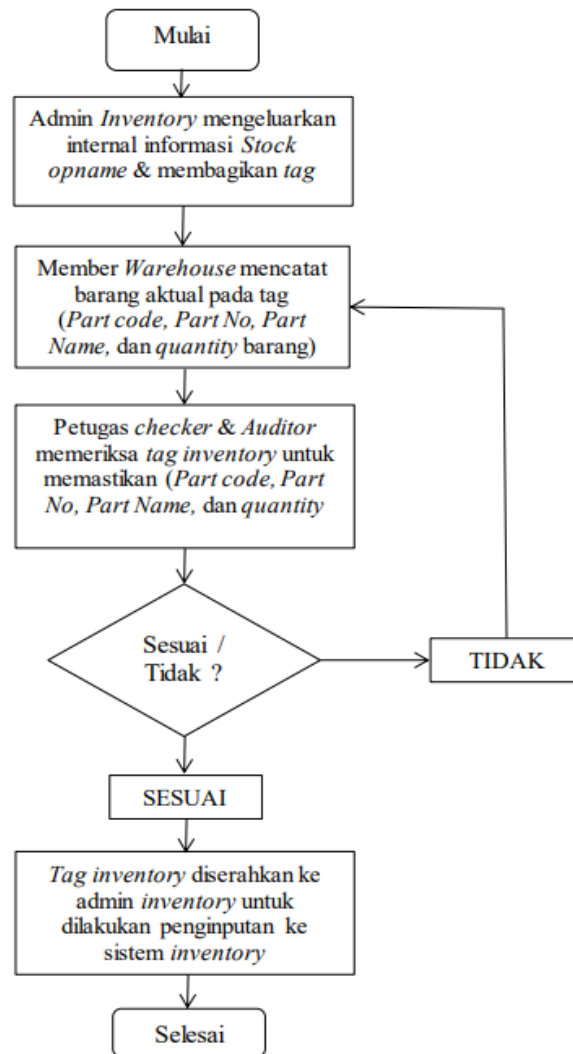 Mulai
Admin Inventory mengeluarkan
internal informasi Stock
opname & membagikan tag
Member Warehouse mencatat
barang aktual pada tag
(Part code, Part No, Part
Name, dan quantity barang)
Petugas checker & Auditor
memeriksa tag inventory untuk
memastikan (Part code, Part
No, Part Name, dan quantity
Sesuai /
Tidak ?
TIDAK
SESUAI
Tag inventory diserahkan ke
admin inventory untuk
dilakukan penginputan ke
sistem inventory
Selesai